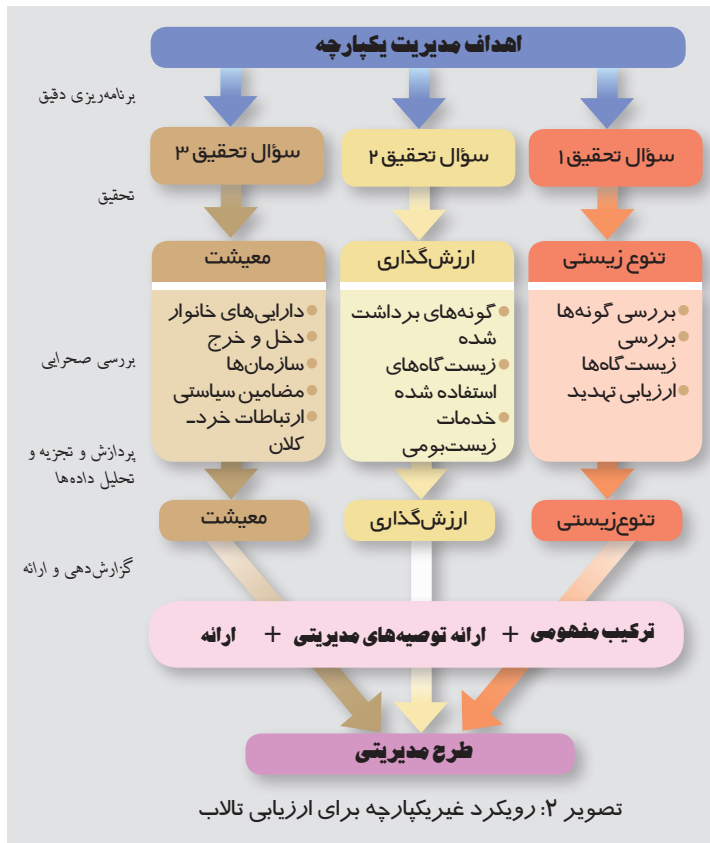 اهداف مدیریت یکپارچه
برنامه‌ریزی دقیق
سؤال تحقیق ۱
سؤال تحقیق ۲
سؤال تحقیق ۳
تحقیق
تنوع زیستی
ارزش‌گذاری
معیشت
بررسی صحرایی
بررسی گونه‌ها
بررسی
زیست‌گاه‌ها
ارزیابی تهدید
گونه‌های برداشت
شده
زیست‌گاه‌های
استفاده شده
خدمات
زیست‌بومی
دارایی‌های خانوار
دخل و خرج
سازمان‌ها
مضامین سیاستی
ارتباطات خرد-
کلان
پردازش و تجزیه و
تحلیل داده‌ها
تنوع‌زیستی
ارزش‌گذاری
معیشت
گزارش‌دهی و ارائه
ترکیب مفهومی + ارائه توصیه‌های مدیریتی + ارائه
طرح مدیریتی
تصویر ۲: رویکرد غیریکپارچه برای ارزیابی تالاب